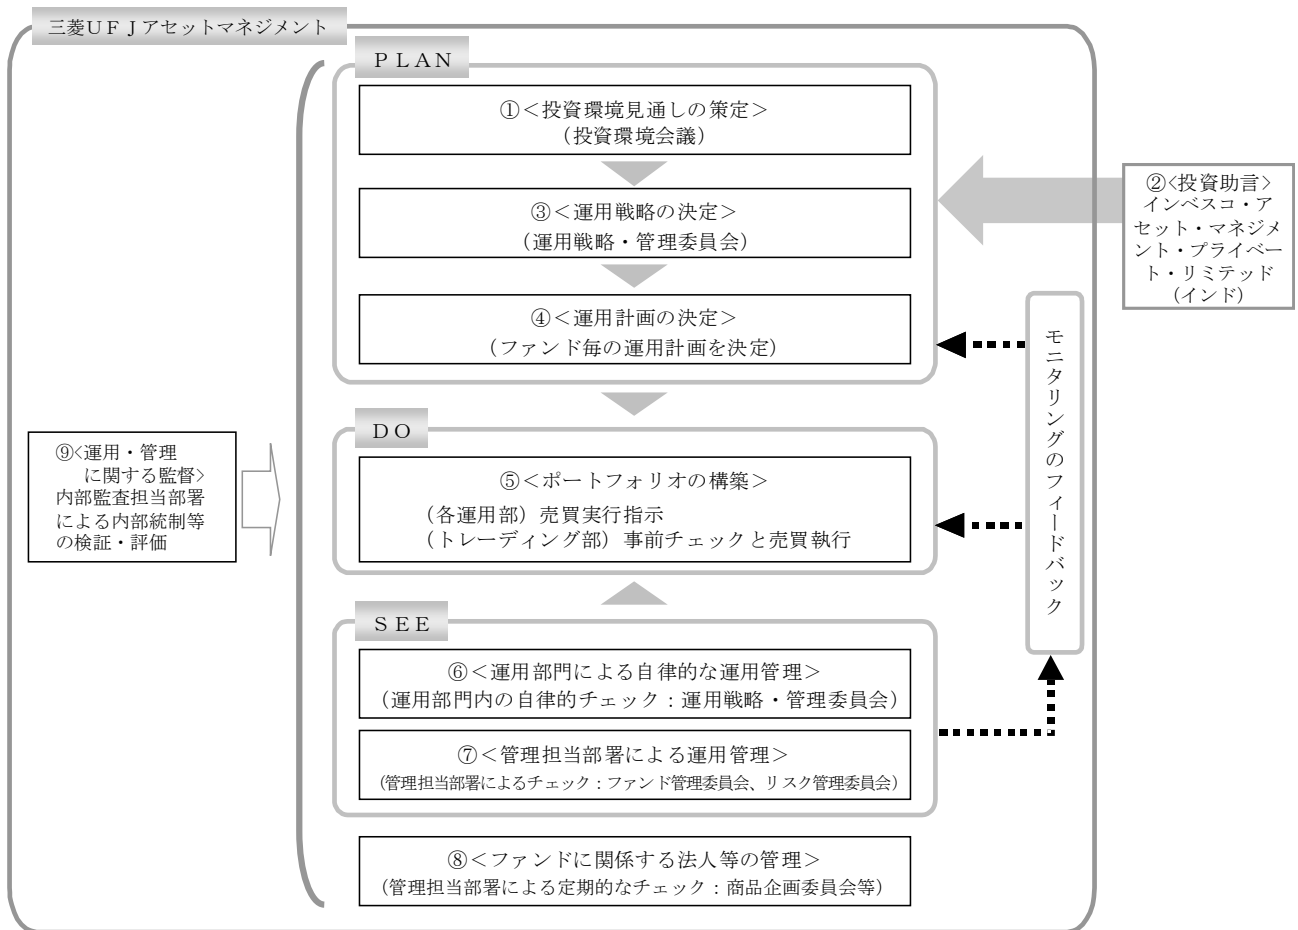 三菱ＵＦＪアセットマネジメント
ＰＬＡＮ
①＜投資環境見通しの策定＞
（投資環境会議）
②<投資助言>
インベスコ・ア
セット・マネジメ
ント・プライベー
ト・リミテッド
（インド）
③＜運用戦略の決定＞
（運用戦略・管理委員会）
④＜運用計画の決定＞
（ファンド毎の運用計画を決定）
モニタリングのフィードバック
ＤＯ
⑤＜ポートフォリオの構築＞
（各運用部）売買実行指示
（トレーディング部）事前チェックと売買執行
⑨<運用・管理
に関する監督>
内部監査担当部署
による内部統制等
の検証・評価
ＳＥＥ
⑥＜運用部門による自律的な運用管理＞
（運用部門内の自律的チェック：運用戦略・管理委員会）
⑦＜管理担当部署による運用管理＞
（管理担当部署によるチェック：ファンド管理委員会、リスク管理委員会）
⑧＜ファンドに関係する法人等の管理＞
（管理担当部署による定期的なチェック：商品企画委員会等）